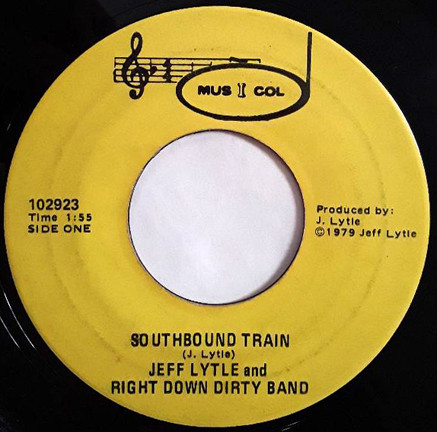 MUS I COL
102923
Time 1:55
SIDE ONE
Produced by:
J. Lytle
©1979 Jeff Lytle
SOUTHBOUND TRAIN
(J. Lytle)
JEFF LYTLE and
RIGHT DOWN DIRTY BAND